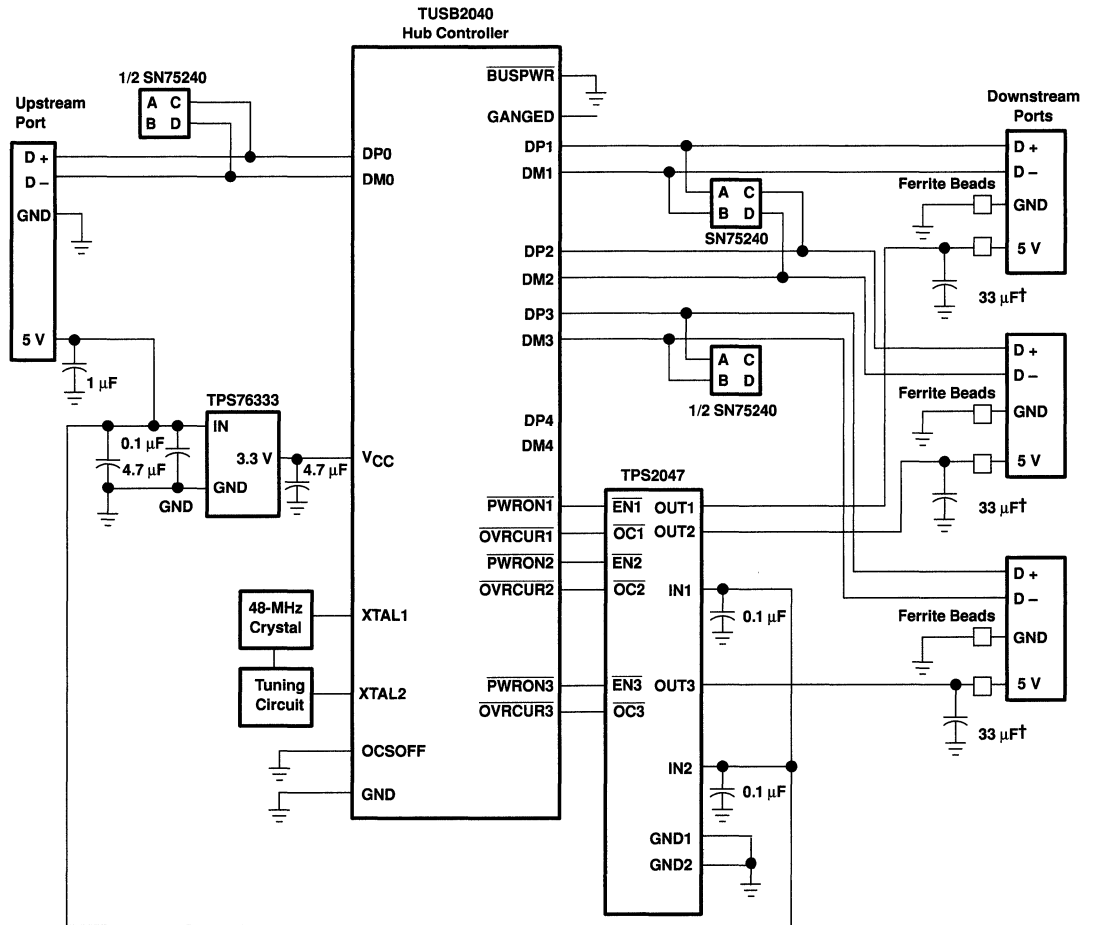 TUSB2040
Hub Controller
1/2 SN75240
A C
B D
Upstream
Port
D +
D −
GND
5 V
1 μF
TPS76333
IN
0.1 μF
4.7 μF
3.3 V
GND
GND
4.7 μF
48-MHz
Crystal
Tuning
Circuit
DP0
DM0
VCC
XTAL1
XTAL2
OCSOFF
GND
BUSPWR
GANGED
DP1
DM1
DP2
DM2
DP3
DM3
DP4
DM4
PWRON1
OVRCUR1
PWRON2
OVRCUR2
PWRON3
OVRCUR3
A C
B D
SN75240
A C
B D
1/2 SN75240
TPS2047
EN1 OUT1
OC1 OUT2
EN2
OC2 IN1
EN3 OUT3
OC3
IN2
GND1
GND2
0.1 μF
0.1 μF
Downstream
Ports
D +
D −
Ferrite Beads
GND
5 V
33 μF†
D +
D −
Ferrite Beads
GND
5 V
33 μF†
D +
D −
Ferrite Beads
GND
5 V
33 μF†